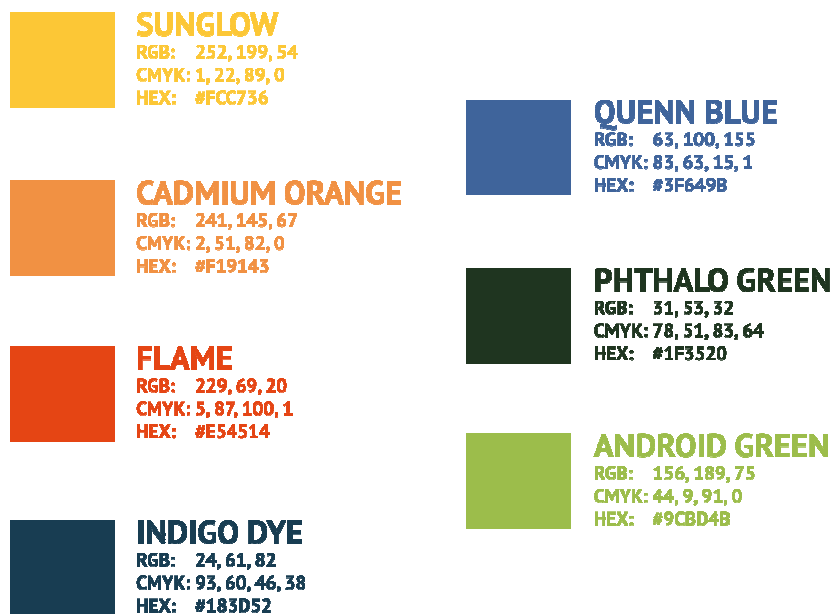 SUNGLOW
RGB: 252, 199, 54
CMYK: 1, 22, 89, 0
HEX: #FCC736
CADMIUM ORANGE
RGB: 241, 145, 67
CMYK: 2, 51, 82, 0
HEX: #F19143
FLAME
RGB: 229, 69, 20
CMYK: 5, 87, 100, 1
HEX: #E54514
INDIGO DYE
RGB: 24, 61, 82
CMYK: 93, 60, 46, 38
HEX: #183D52
QUENN BLUE
RGB: 63, 100, 155
CMYK: 83, 63, 15, 1
HEX: #3F649B
PHTHALO GREEN
RGB: 31, 53, 32
CMYK: 78, 51, 83, 64
HEX: #1F3520
ANDROID GREEN
RGB: 156, 189, 75
CMYK: 44, 9, 91, 0
HEX: #9CBD4B